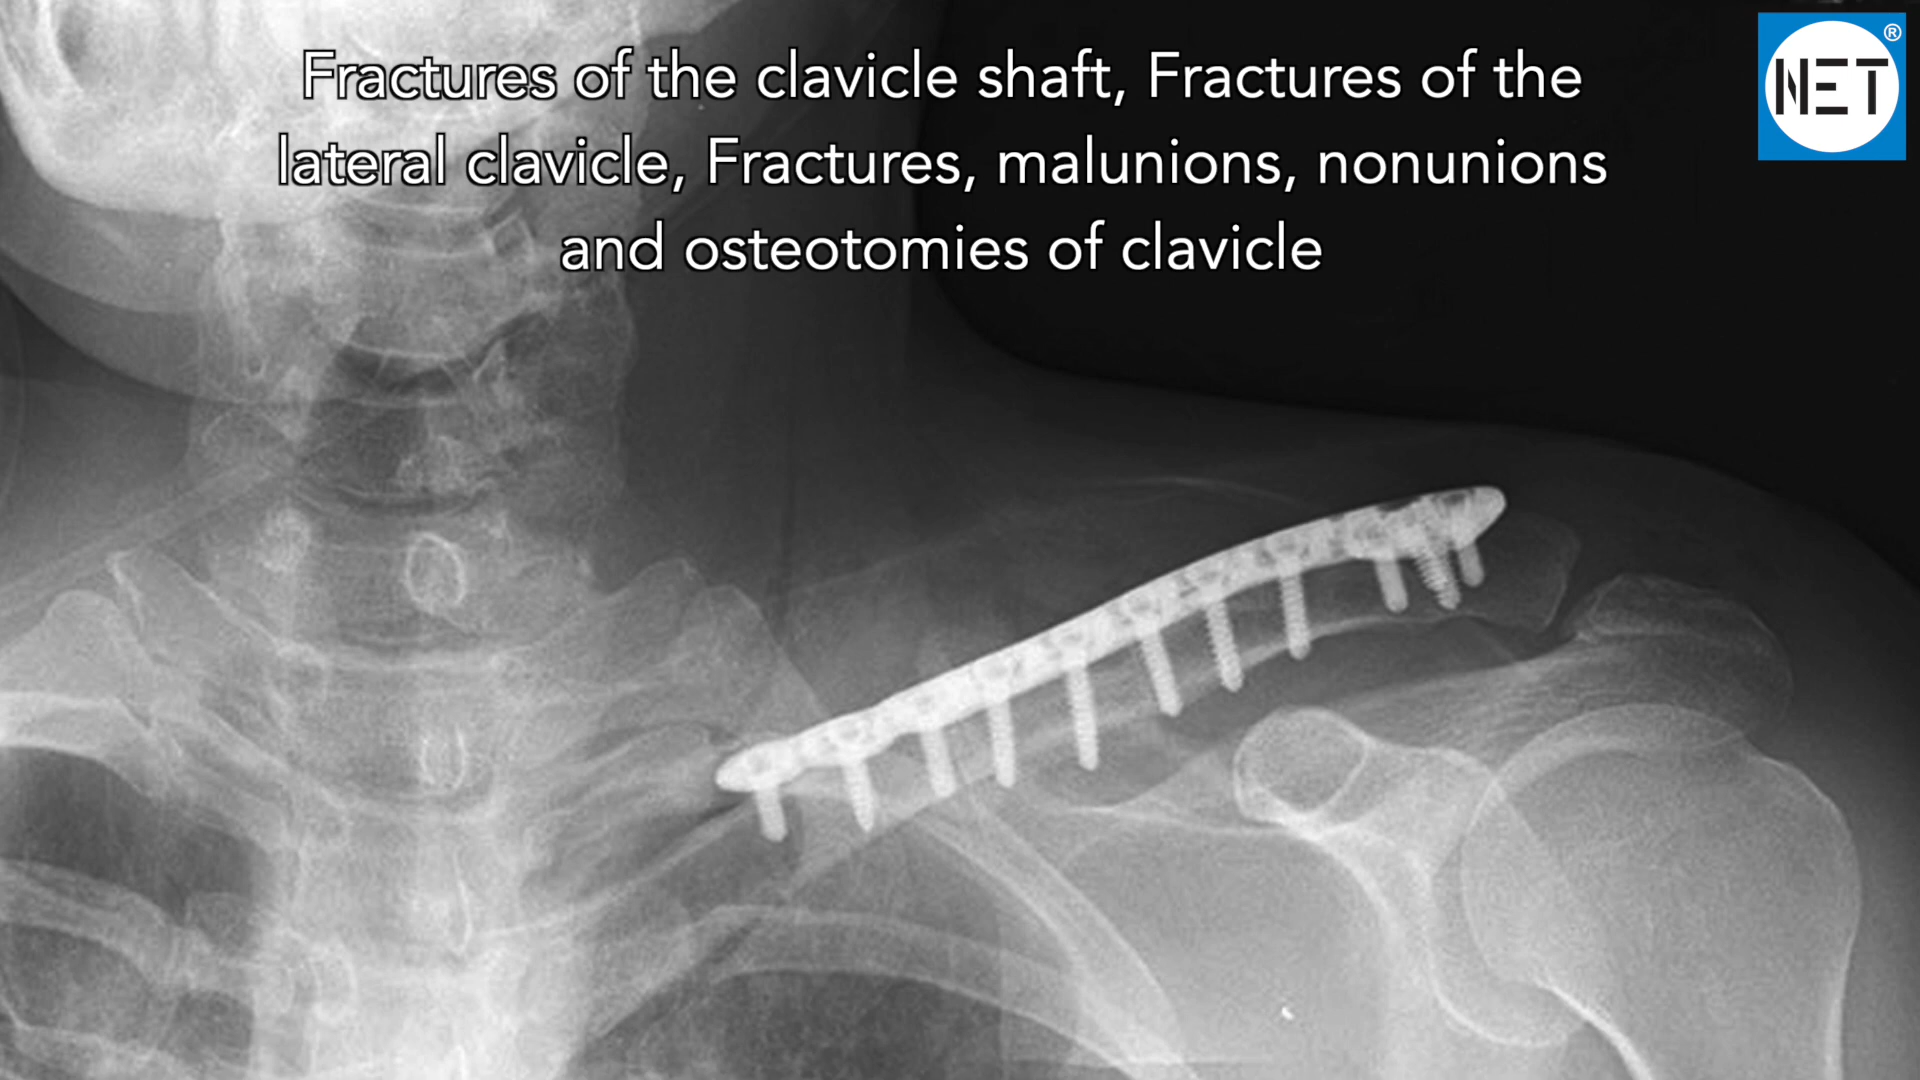 Fractures of the clavicle shaft, Fractures of the
lateral clavicle, Fractures, malunions, nonunions
and osteotomies of clavicle
NET®